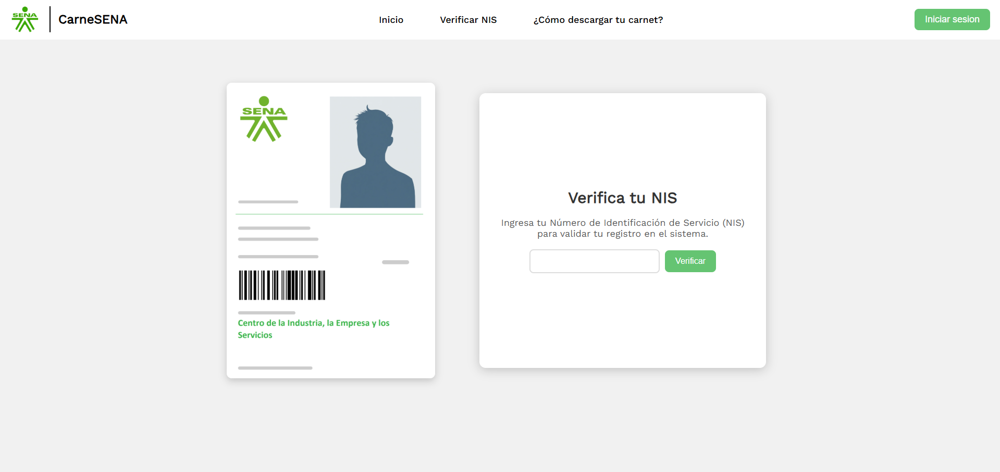 SENA
CarneSENA
Inicio
Verificar NIS
¿Cómo descargar tu carnet?
Iniciar sesion
SENA
Centro de la Industria, la Empresa y los
Servicios
Verifica tu NIS
Ingresa tu Número de Identificación de Servicio (NIS)
para validar tu registro en el sistema.
Verificar